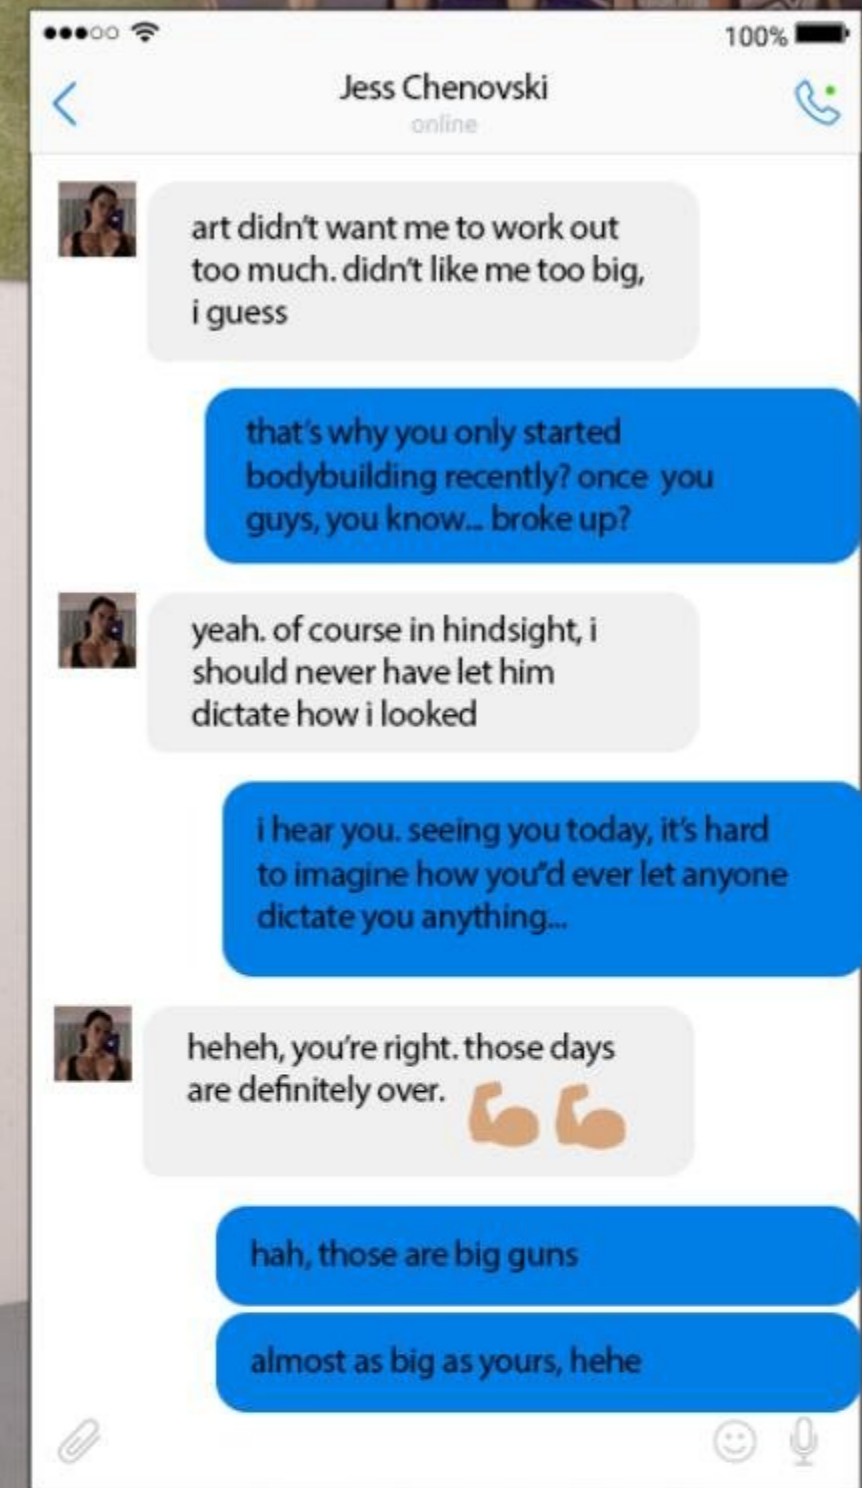 100%
Jess Chenovski
online
art didn't want me to work out
too much. didn't like me too big,
i guess
that's why you only started
bodybuilding recently? once you
guys, you know... broke up?
yeah. of course in hindsight, i
should never have let him
dictate how i looked
i hear you. seeing you today, it's hard
to imagine how you"d ever let anyone
dictate you anything...
heheh, you're right. those days
are definitely over.
hah, those are big guns
almost as big as yours, hehe